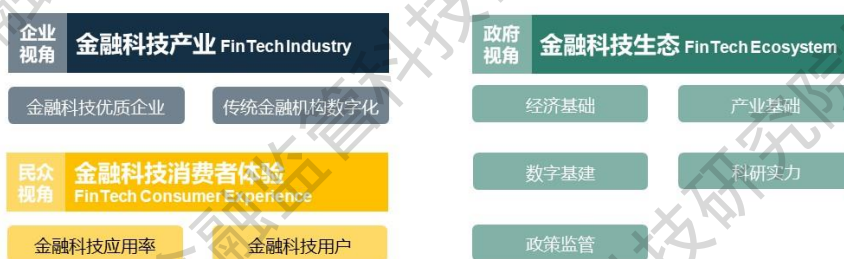 企业
视角
金融科技产业 FinTech Industry
金融科技优质企业
传统金融机构数字化
民众
视角
金融科技消费者体验
FinTech Consumer Experience
金融科技应用率
金融科技用户
政府
视角
金融科技生态 FinTech Ecosystem
经济基础
产业基础
数字基建
科研实力
政策监管